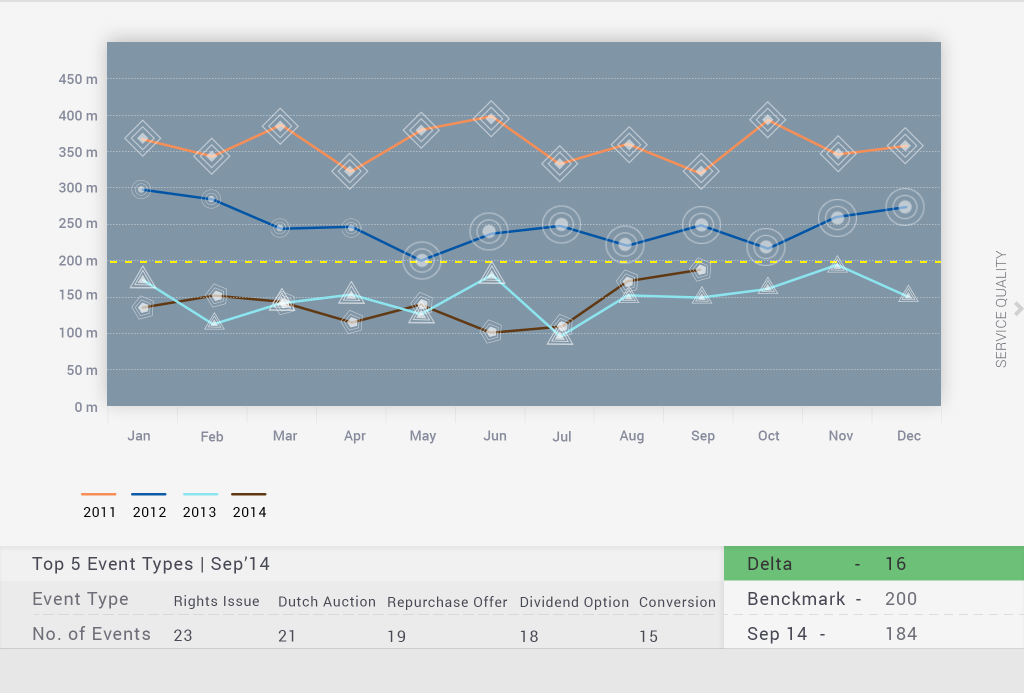 450 m
400 m
350 m
300 m
250 m
200 m
150 m
100 m
50 m
0 m
Jan Feb Mar Apr May Jun Jul Aug Sep Oct Nov Dec
SERVICE QUALITY
2011 2012 2013 2014
Top 5 Event Types | Sep'14
Event Type Rights Issue Dutch Auction Repurchase Offer Dividend Option Conversion
No. of Events 23 21 19 18 15
Delta - 16
Benckmark - 200
Sep 14 - 184